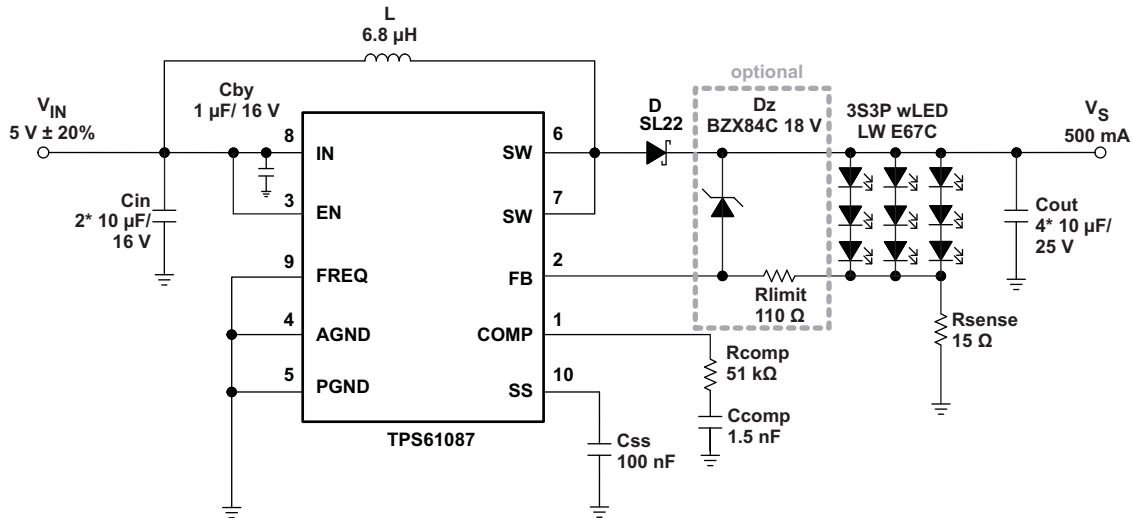 L
6.8 µH
Cby
1 µF/ 16 V
VIN
5 V ± 20%
Cin
2* 10 µF/
16 V
8
IN
3
EN
9
FREQ
4
AGND
5
PGND
6
SW
7
SW
2
FB
1
COMP
10
SS
TPS61087
D
SL22
optional
Dz
BZX84C 18 V
Rlimit
110 Ω
3S3P wLED
LW E67C
VS
500 mA
Cout
4* 10 µF/
25 V
Rsense
15 Ω
Rcomp
51 kΩ
Ccomp
1.5 nF
Css
100 nF